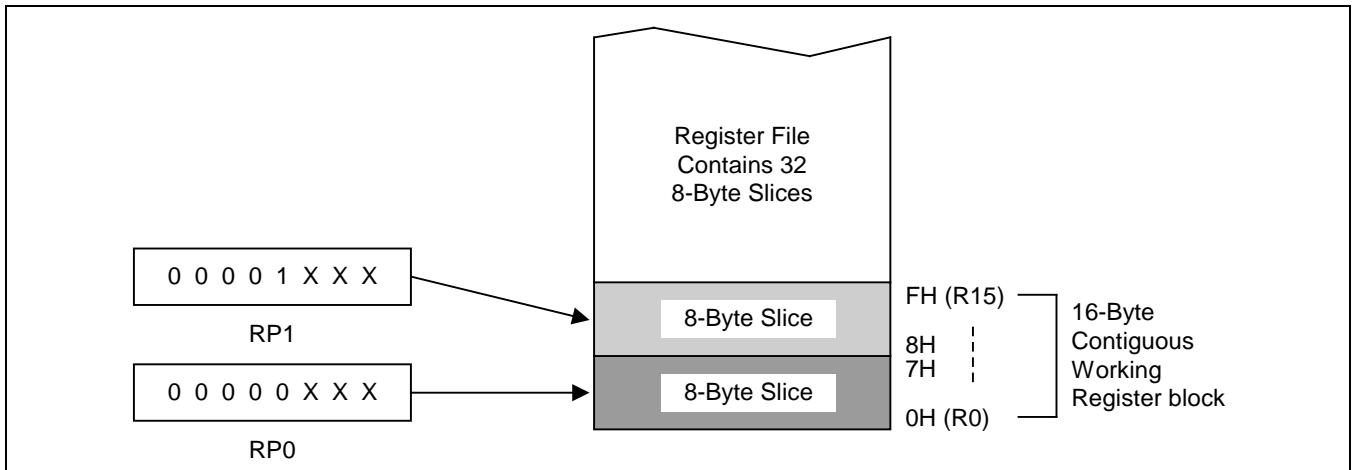 Register File
Contains 32
8-Byte Slices
0 0 0 0 1 X X X
RP1
8-Byte Slice
FH (R15)
8H
7H
16-Byte
Contiguous
Working
Register block
0 0 0 0 0 X X X
RP0
8-Byte Slice
0H (R0)